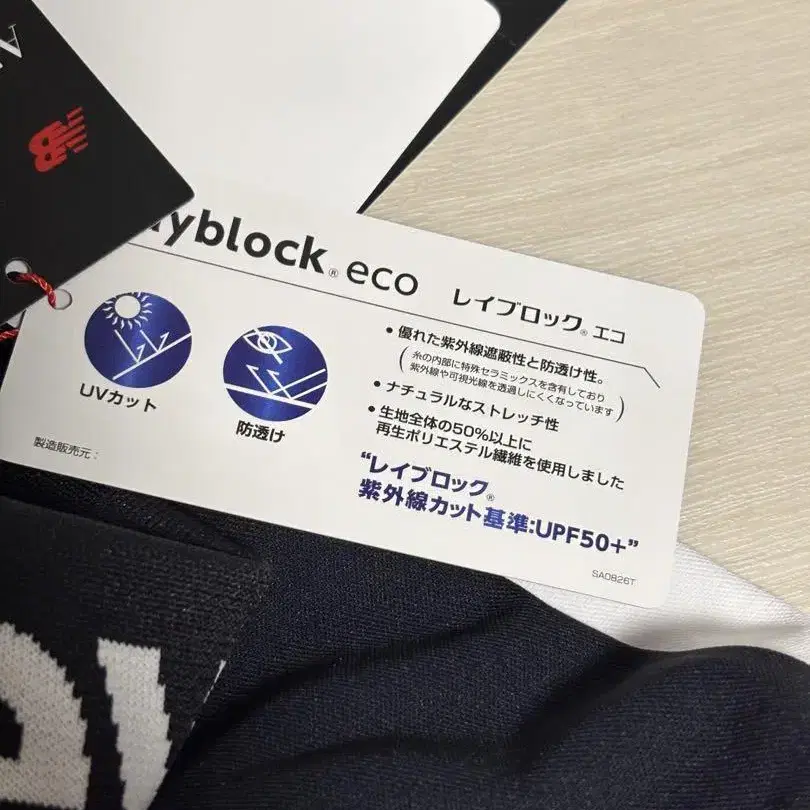 yblock® eco レイブロック® エコ
UVカット
防透け
製造販売元:
• 優れた紫外線遮蔽性と防透け性。
(糸の内部に特殊セラミックスを含有しており
紫外線や可視光線を透過しにくくなっています)
• ナチュラルなストレッチ性
• 生地全体の50%以上に
再生ポリエステル繊維を使用しました
“レイブロック®
紫外線カット基準:UPF50+”
SA0826T